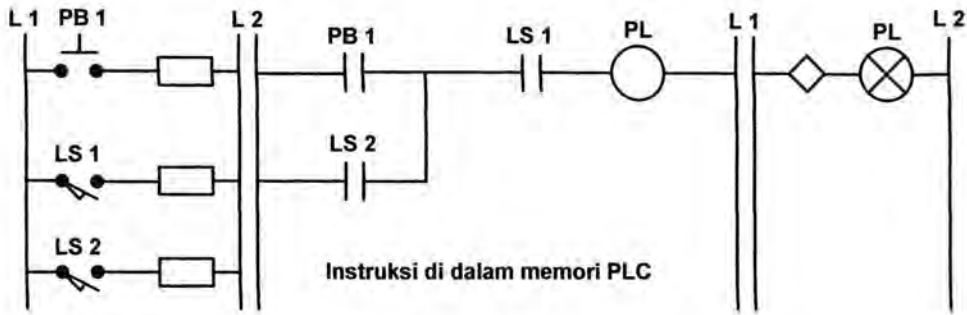 L 1 PB 1 L 2 PB 1 LS 1 PL L 1 PL L 2
LS 1 LS 2
LS 2
Instruksi di dalam memori PLC